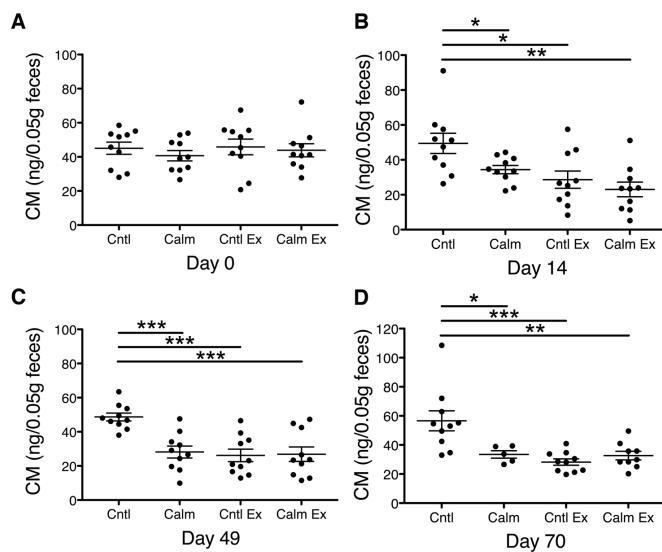 A
CM (ng/0.05g feces)
100
80
60
40
20
0
Cntl Calm Cntl Ex Calm Ex
Day 0
B
*
*
**
CM (ng/0.05g feces)
100
80
60
40
20
0
Cntl Calm Cntl Ex Calm Ex
Day 14
C
***
***
***
CM (ng/0.05g feces)
100
80
60
40
20
0
Cntl Calm Cntl Ex Calm Ex
Day 49
D
*
***
**
CM (ng/0.05g feces)
120
100
80
60
40
20
0
Cntl Calm Cntl Ex Calm Ex
Day 70